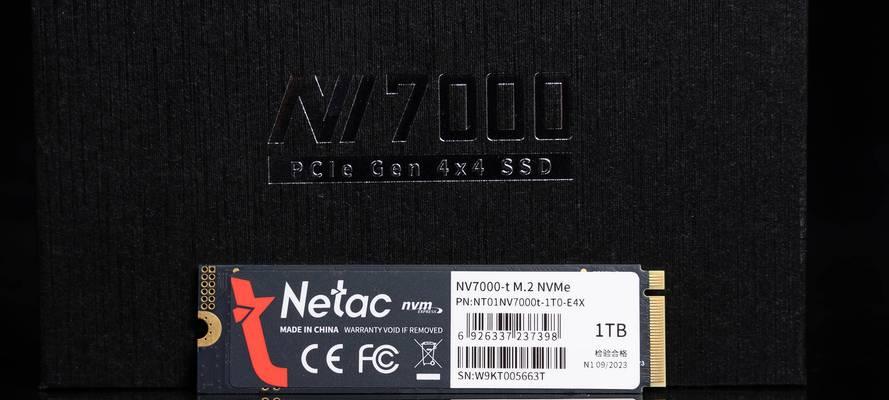 NV7000
PCIe Gen 4x4 SSD
Netac
nvm
EXPRESS
MADE IN CHINA WARRANTY VOID IF REMOVED
CE FC
NV7000-t M.2 NVMe
PN:NT01NV7000t-1T0-E4X
6 926337 237398
1TB
检验合格
N1 09/2023
SN:W9KT005663T